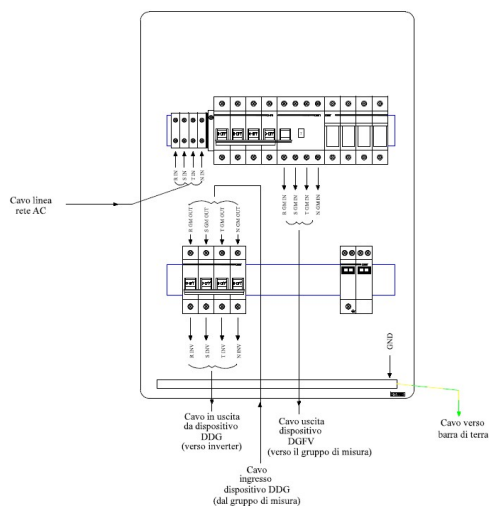 R IN
S IN
T IN
N IN
Cavo linea
rete AC
R GM IN
S GM IN
T GM IN
N GM IN
R GM OUT
S GM OUT
T GM OUT
N GM OUT
R INV
S INV
T INV
N INV
GND
Cavo in uscita
da dispositivo
DDG
(verso inverter)
Cavo uscita
dispositivo
DGFV
(verso il gruppo di misura)
Cavo verso
barra di terra
Cavo
ingresso
dispositivo DDG
(dal gruppo di misura)